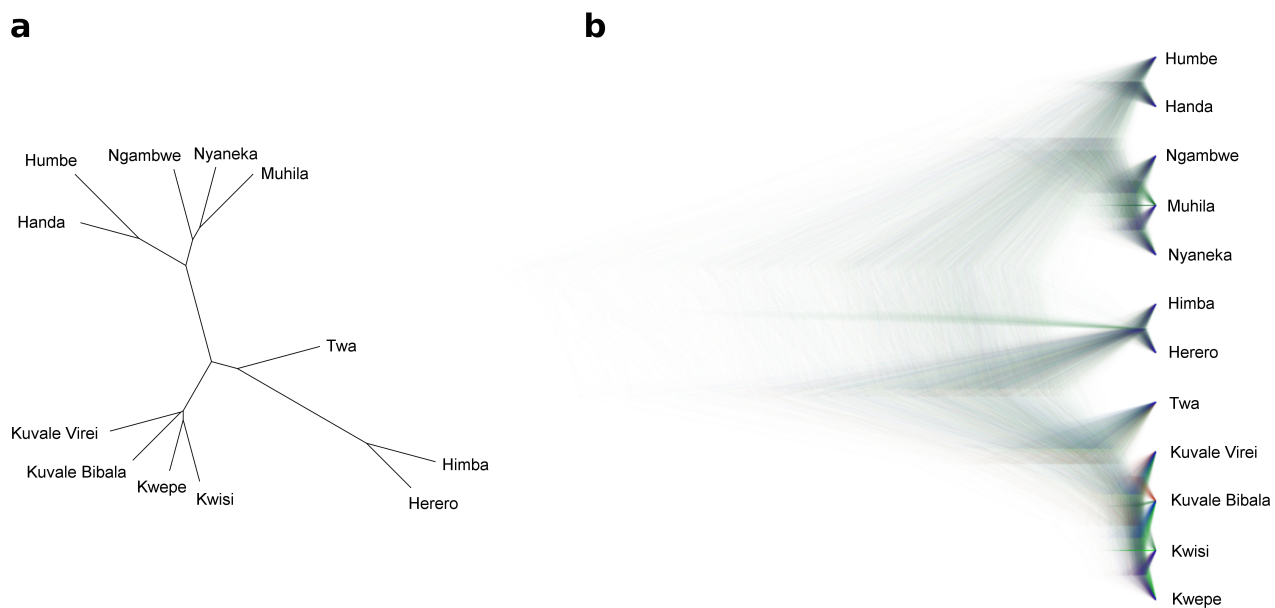 a
Humbe
Ngambwe
Nyaneka
Muhila
Handa
Twa
Kuvale Virei
Kuvale Bibala
Kwepe
Kwisi
Himba
Herero
b
Humbe
Handa
Ngambwe
Muhila
Nyaneka
Himba
Herero
Twa
Kuvale Virei
Kuvale Bibala
Kwisi
Kwepe